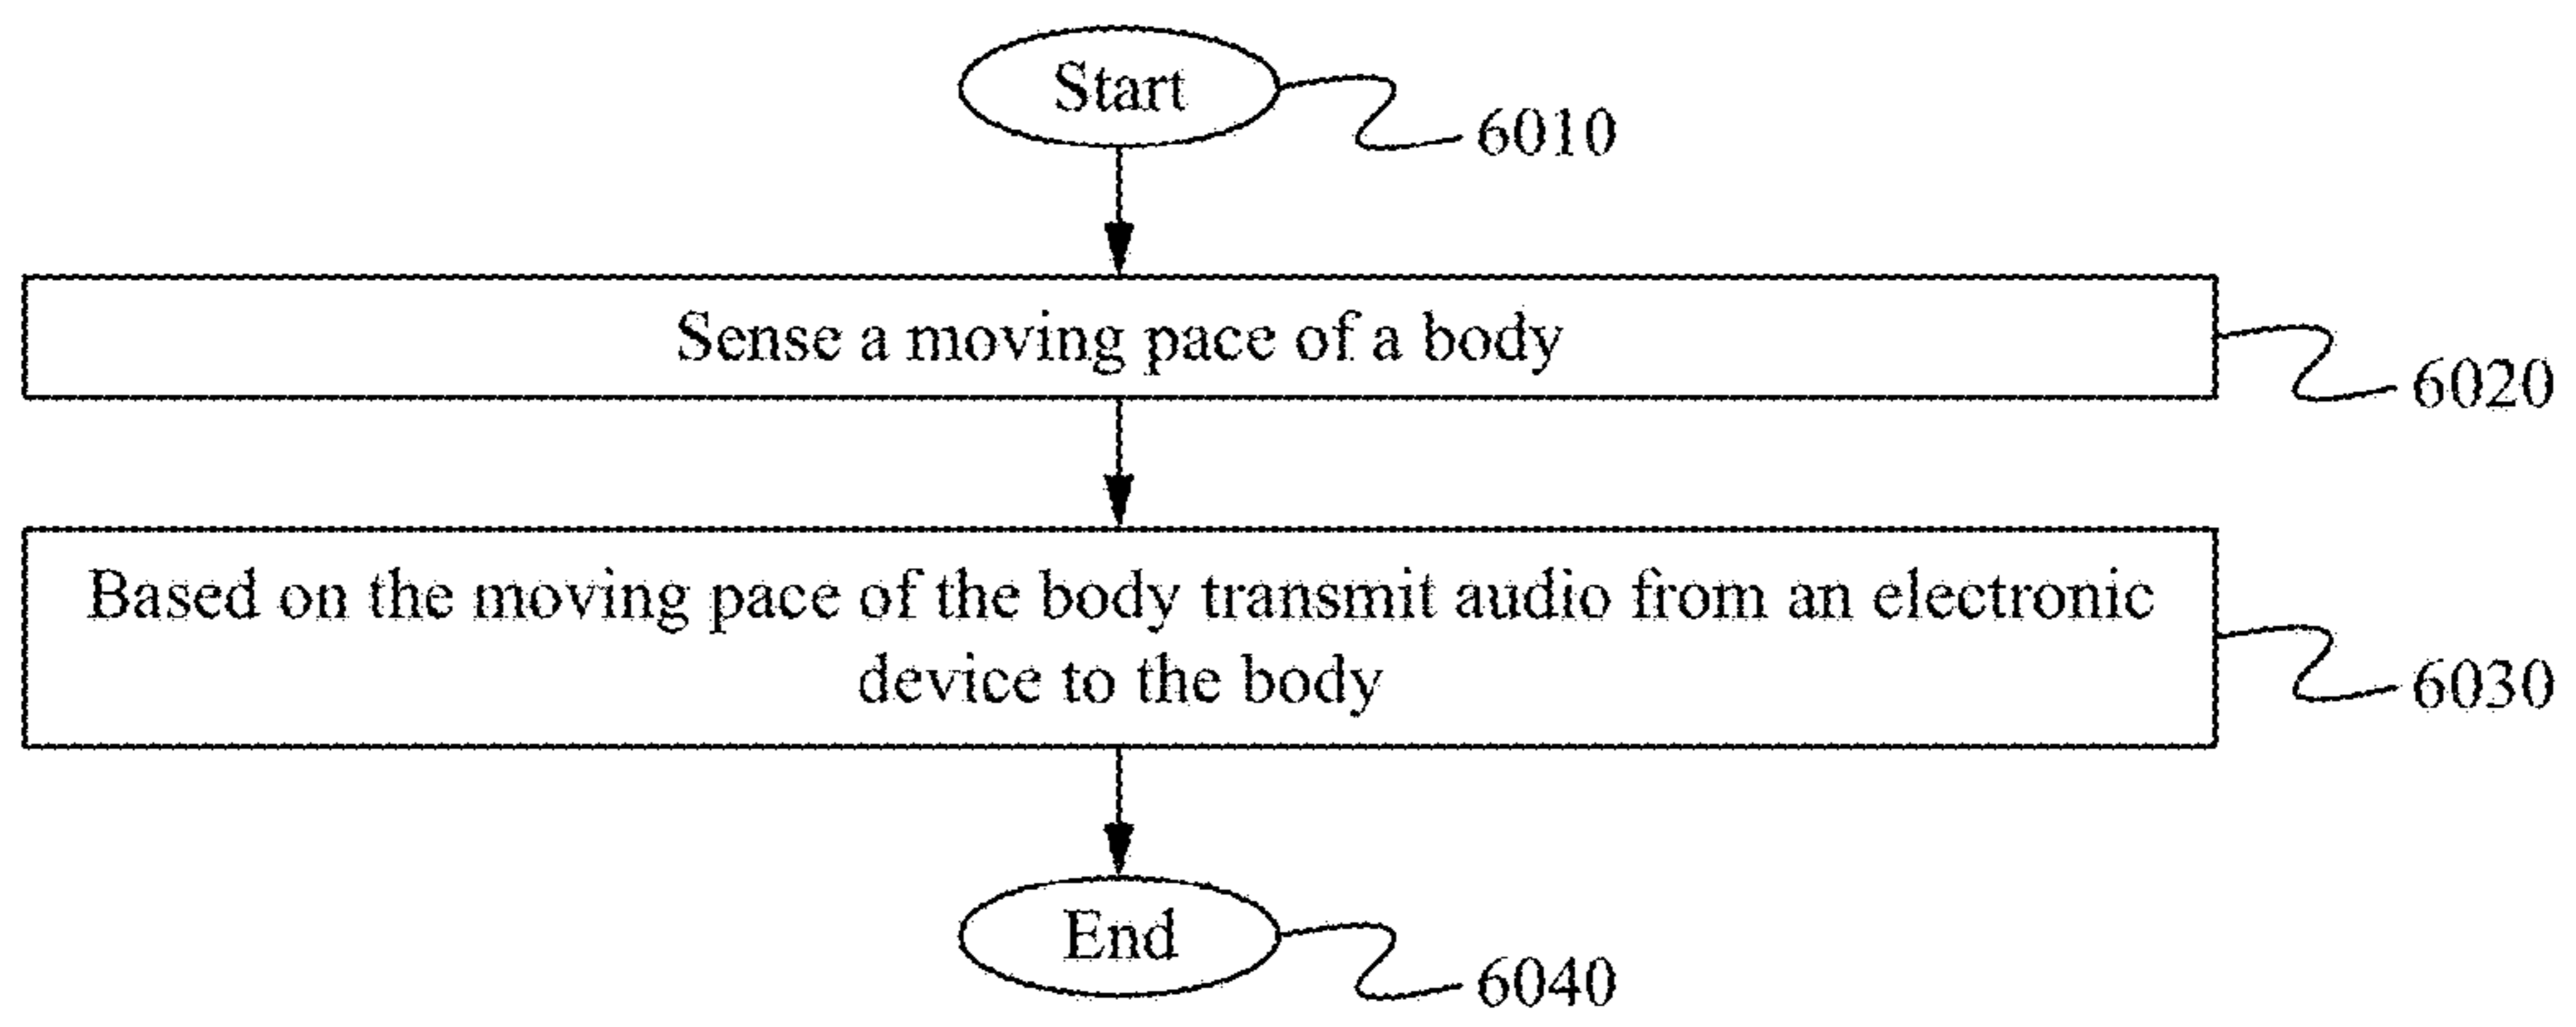 Start
6010
Sense a moving pace of a body
6020
Based on the moving pace of the body transmit audio from an electronic
device to the body
6030
End
6040